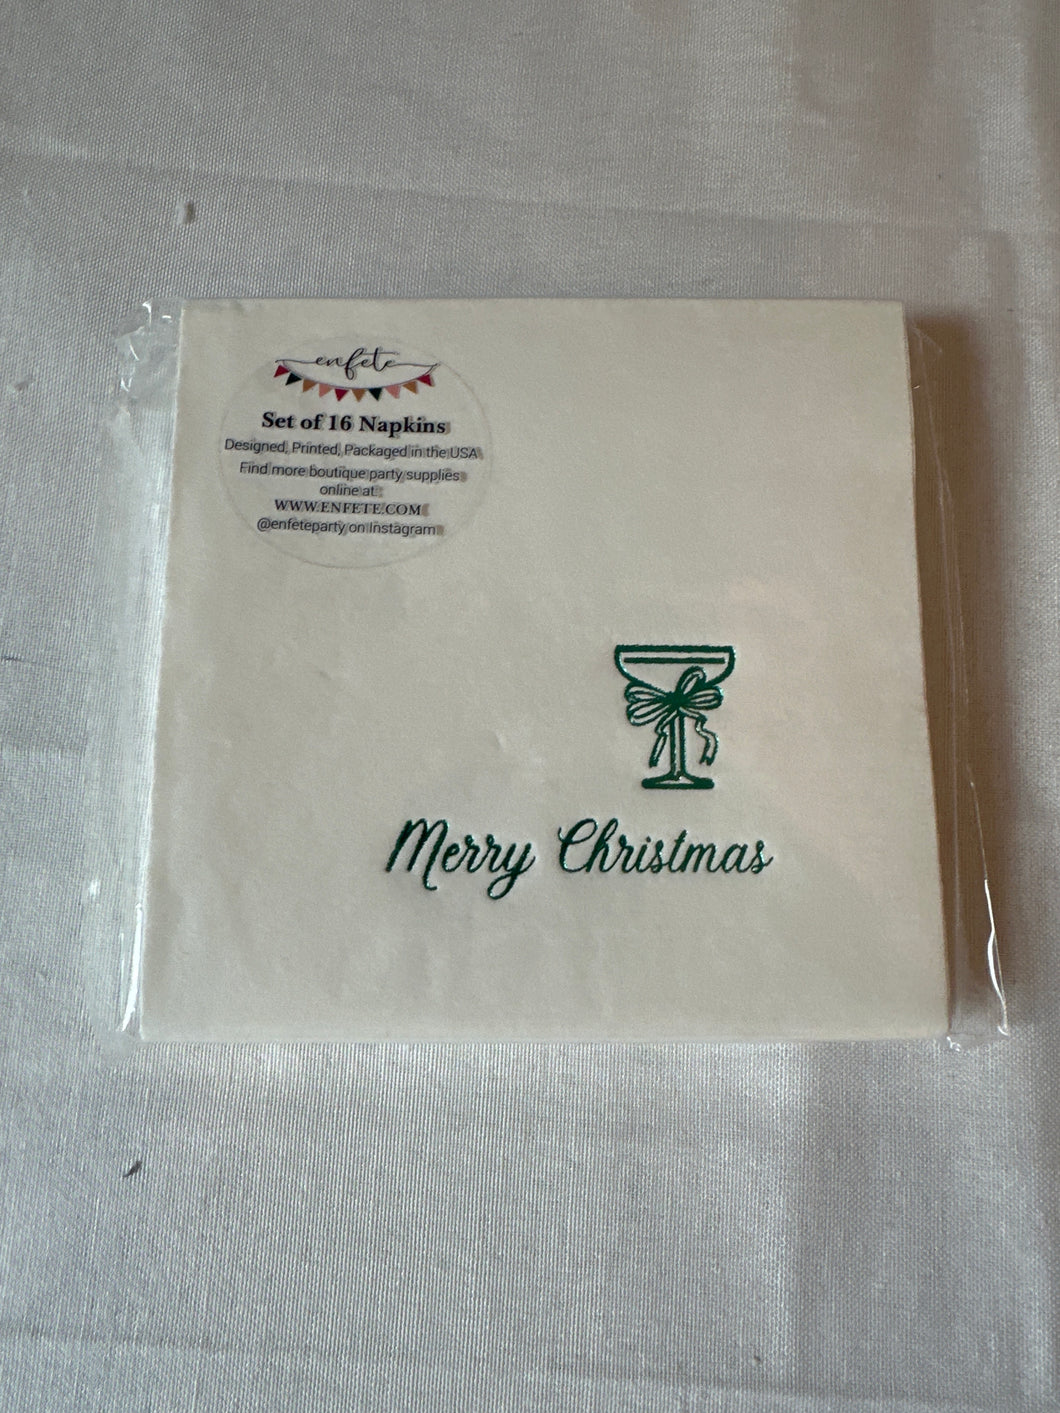 enfete
Set of 16 Napkins
Designed, Printed, Packaged in the USA
Find more boutique party supplies
online at:
WWW.ENFETE.COM
@enfeteparty on Instagram
Merry Christmas